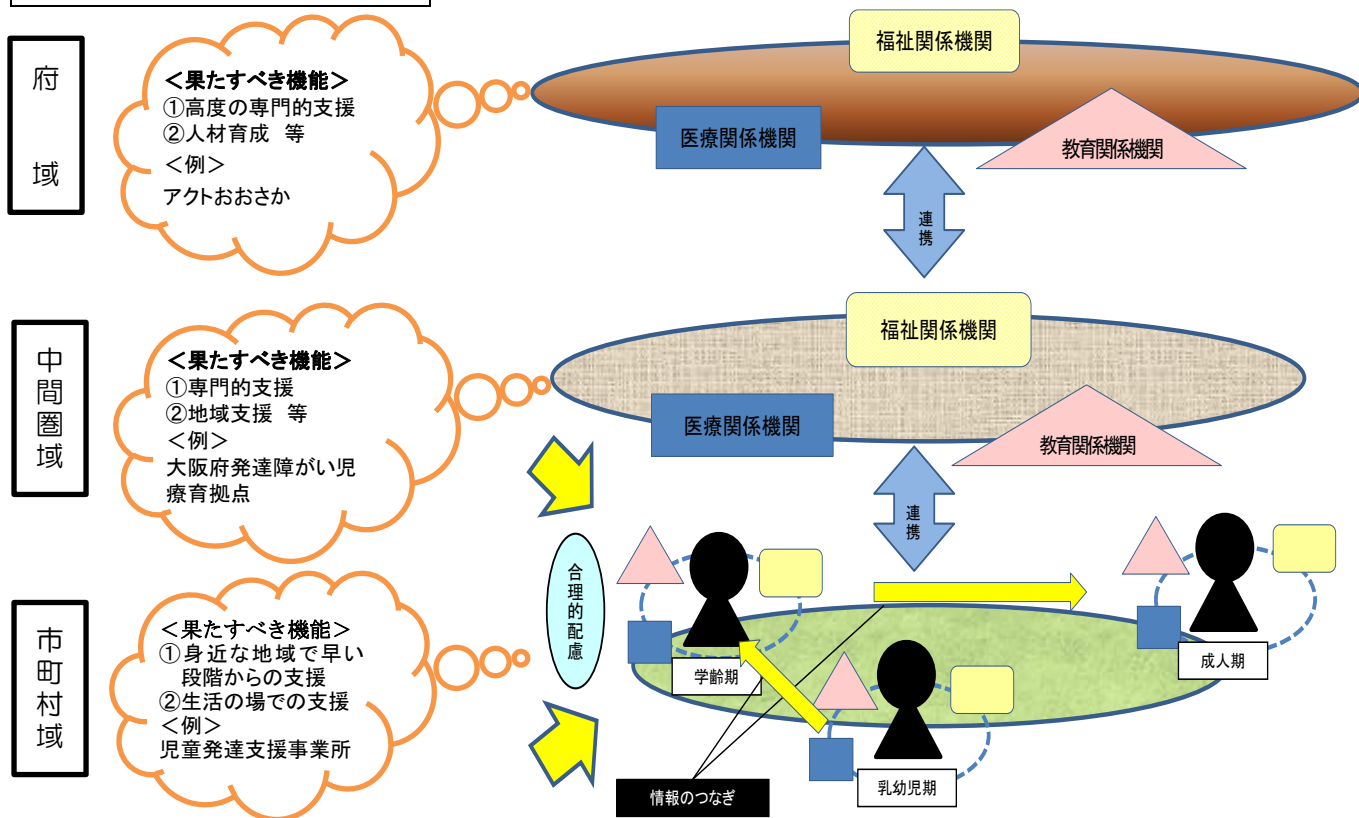 府域
<果たすべき機能>
①高度の専門的支援
②人材育成 等
<例>
アクトおおさか
福祉関係機関
医療関係機関
教育関係機関
連携
中間圏域
<果たすべき機能>
①専門的支援
②地域支援 等
<例>
大阪府発達障がい児
療育拠点
福祉関係機関
医療関係機関
教育関係機関
連携
市町村域
<果たすべき機能>
①身近な地域で早い
段階からの支援
②生活の場での支援
<例>
児童発達支援事業所
合理的配慮
学齢期
成人期
乳幼児期
情報のつなぎ